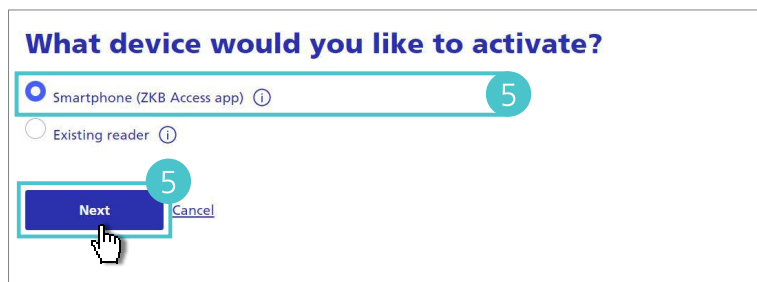 What device would you like to activate?
Smartphone (ZKB Access app) i 5
Existing reader i
5
Next Cancel